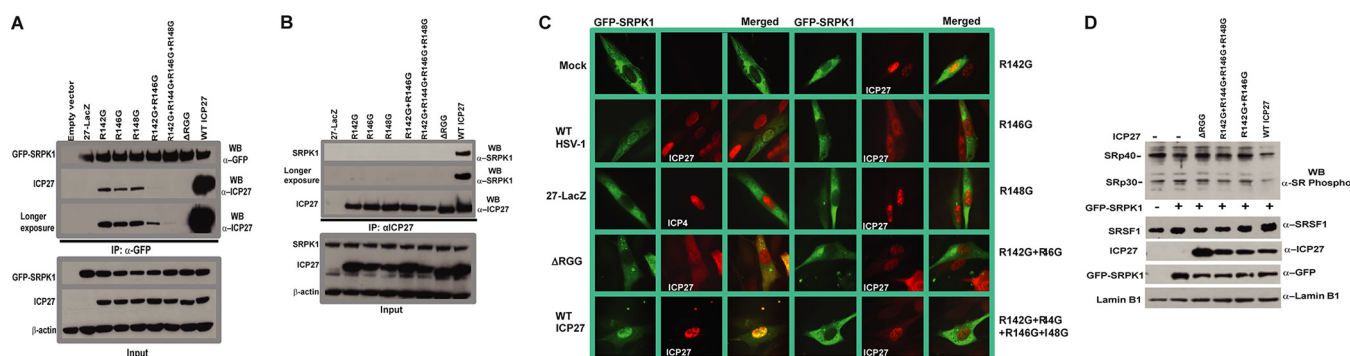 A
Empty vector
27-LacZ
R142G
R146G
R148G
R142G+R146G
R142G+R144G+R146G+R148G
ΔRGG
WT ICP27
GFP-SRPK1
WB
α-GFP
ICP27
WB
α-ICP27
Longer
exposure
WB
α-ICP27
IP: α-GFP
GFP-SRPK1
ICP27
β-actin
Input
B
27-LacZ
R142G
R146G
R148G
R142G+R146G
R142G+R144G+R146G+R148G
ΔRGG
WT ICP27
SRPK1
WB
α-SRPK1
Longer
exposure
WB
α-SRPK1
ICP27
WB
α-ICP27
IP: αICP27
SRPK1
ICP27
β-actin
Input
C
GFP-SRPK1
Merged
GFP-SRPK1
Merged
Mock
ICP27
R142G
WT
HSV-1
ICP27
ICP27
R146G
27-LacZ
ICP4
ICP27
R148G
ΔRGG
ICP27
ICP27
R142G+R46G
WT
ICP27
ICP27
ICP27
R142G+R44G
+R146G+I48G
D
ICP27
-
-
ΔRGG
R142G+R144G+R146G+R148G
R142G+R146G
WT ICP27
SRp40-
SRp30-
WB
α-SR Phospho
GFP-SRPK1 - + + + + +
SRSF1
α-SRSF1
ICP27
α-ICP27
GFP-SRPK1
α-GFP
Lamin B1
α-Lamin B1